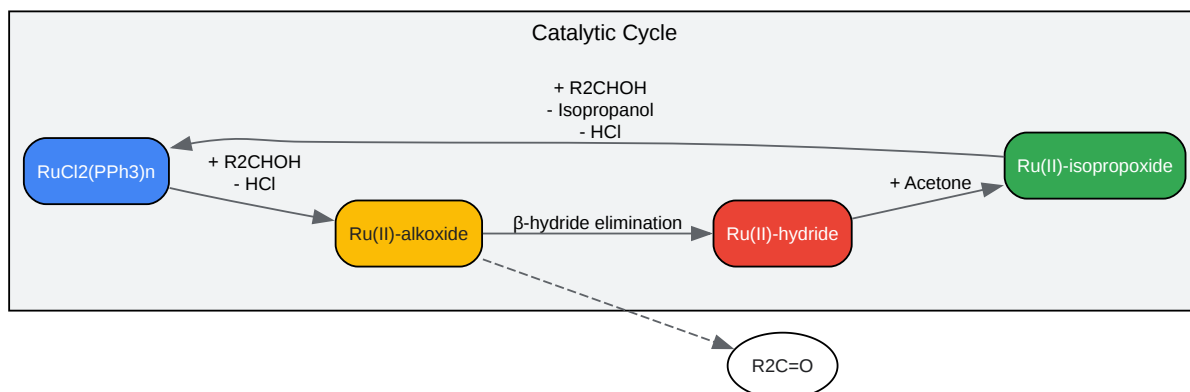 Catalytic Cycle
+ R2CHOH
- Isopropanol
- HCl
RuCl2(PPh3)n
+ R2CHOH
- HCl
Ru(II)-alkoxide
β-hydride elimination
Ru(II)-hydride
+ Acetone
Ru(II)-isopropoxide
R2C=O